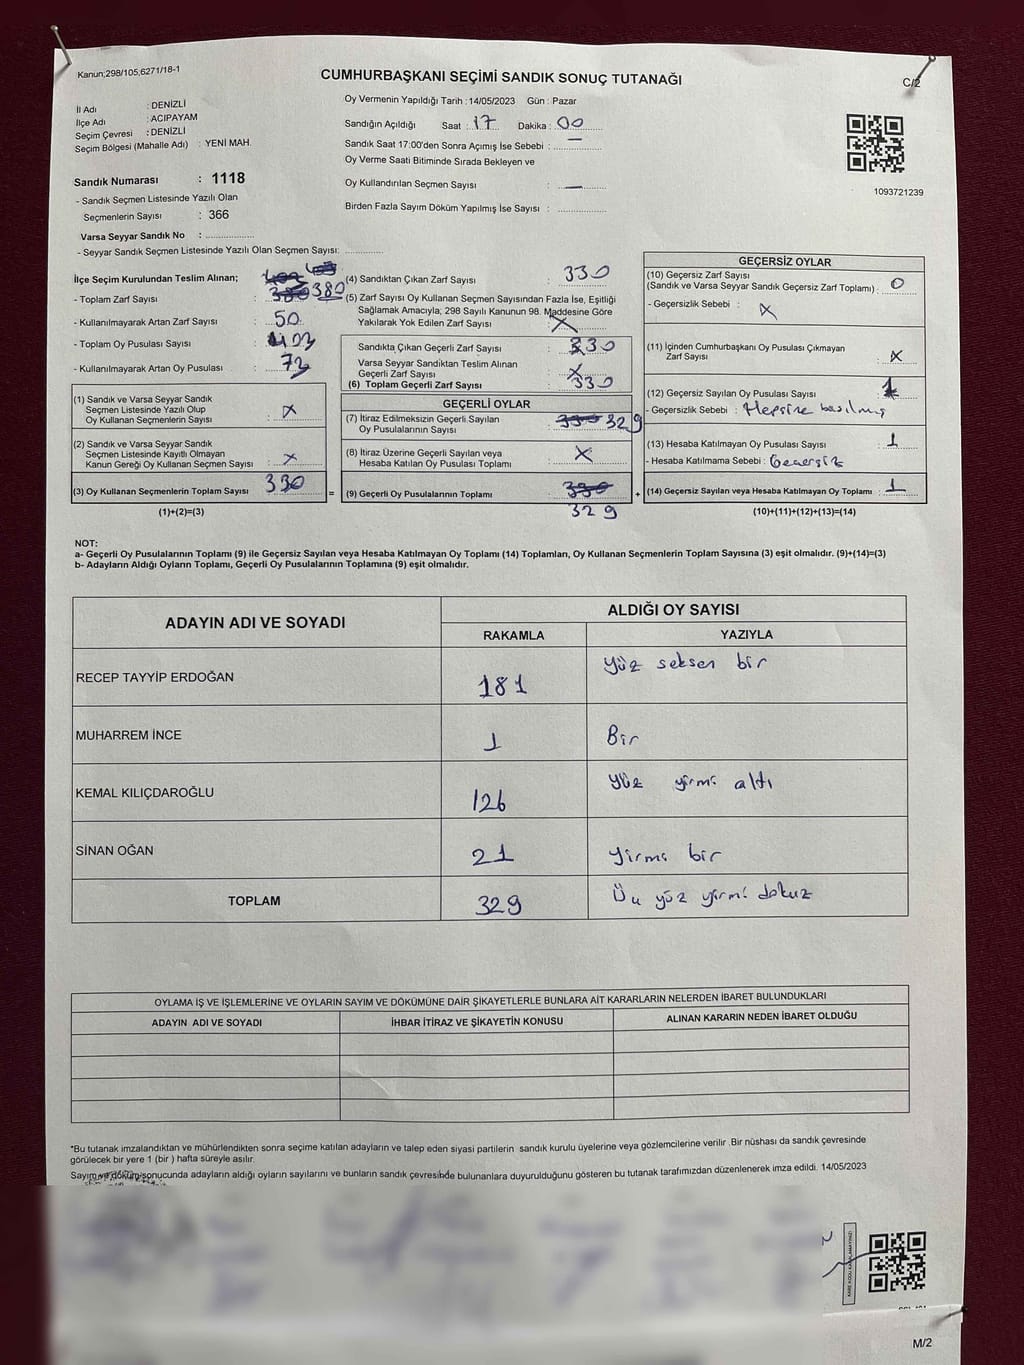 Kanun;298/105;6271/18-1
CUMHURBAŞKANI SEÇİMİ SANDIK SONUÇ TUTANAĞI
C/2
İl Adı : DENİZLİ
İlçe Adı : ACIPAYAM
Seçim Çevresi : DENİZLİ
Seçim Bölgesi (Mahalle Adı) : YENİ MAH.
Sandık Numarası : 1118
- Sandık Seçmen Listesinde Yazılı Olan
Seçmenlerin Sayısı : 366
Varsa Seyyar Sandık No :
- Seyyar Sandık Seçmen Listesinde Yazılı Olan Seçmen Sayısı:
Oy Vermenin Yapıldığı Tarih : 14/05/2023 Gün : Pazar
Sandığın Açıldığı Saat : 17 Dakika : 00
Sandık Saat 17:00'den Sonra Açımış İse Sebebi : —
Oy Verme Saati Bitiminde Sırada Bekleyen ve
Oy Kullandırılan Seçmen Sayısı : —
Birden Fazla Sayım Döküm Yapılmış İse Sayısı :
1093721239
İlçe Seçim Kurulundan Teslim Alınan;
- Toplam Zarf Sayısı : 380
- Kullanılmayarak Artan Zarf Sayısı : 50
- Toplam Oy Pusulası Sayısı : 403
- Kullanılmayarak Artan Oy Pusulası : 73
(1) Sandık ve Varsa Seyyar Sandık
Seçmen Listesinde Yazılı Olup
Oy Kullanan Seçmenlerin Sayısı : X
(2) Sandık ve Varsa Seyyar Sandık
Seçmen Listesinde Kayıtlı Olmayan
Kanun Gereği Oy Kullanan Seçmen Sayısı : X
(3) Oy Kullanan Seçmenlerin Toplam Sayısı : 330
(1)+(2)=(3)
=
(4) Sandıktan Çıkan Zarf Sayısı : 330
(5) Zarf Sayısı Oy Kullanan Seçmen Sayısından Fazla İse, Eşitliği
Sağlamak Amacıyla; 298 Sayılı Kanunun 98. Maddesine Göre
Yakılarak Yok Edilen Zarf Sayısı : X
Sandıkta Çıkan Geçerli Zarf Sayısı : 330
Varsa Seyyar Sandıktan Teslim Alınan
Geçerli Zarf Sayısı : X
(6) Toplam Geçerli Zarf Sayısı : 330
GEÇERLİ OYLAR
(7) İtiraz Edilmeksizin Geçerli Sayılan
Oy Pusulalarının Sayısı : 330 329
(8) İtiraz Üzerine Geçerli Sayılan veya
Hesaba Katılan Oy Pusulası Toplamı : X
(9) Geçerli Oy Pusulalarının Toplamı : 330
329
+
GEÇERSİZ OYLAR
(10) Geçersiz Zarf Sayısı
(Sandık ve Varsa Seyyar Sandık Geçersiz Zarf Toplamı) : 0
- Geçersizlik Sebebi : X
(11) İçinden Cumhurbaşkanı Oy Pusulası Çıkmayan
Zarf Sayısı : X
(12) Geçersiz Sayılan Oy Pusulası Sayısı :
- Geçersizlik Sebebi : Hepsine basılmış
(13) Hesaba Katılmayan Oy Pusulası Sayısı : 1
- Hesaba Katılmama Sebebi : Geçersiz
(14) Geçersiz Sayılan veya Hesaba Katılmayan Oy Toplamı : 1
(10)+(11)+(12)+(13)=(14)
NOT:
a- Geçerli Oy Pusulalarının Toplamı (9) ile Geçersiz Sayılan veya Hesaba Katılmayan Oy Toplamı (14) Toplamları, Oy Kullanan Seçmenlerin Toplam Sayısına (3) eşit olmalıdır. (9)+(14)=(3)
b- Adayların Aldığı Oyların Toplamı, Geçerli Oy Pusulalarının Toplamına (9) eşit olmalıdır.
ADAYIN ADI VE SOYADI
ALDIĞI OY SAYISI
RAKAMLA YAZIYLA
RECEP TAYYİP ERDOĞAN 181 Yüz seksen bir
MUHARREM İNCE 1 Bir
KEMAL KILIÇDAROĞLU 126 Yüz yirmi altı
SİNAN OĞAN 21 Yirmi bir
TOPLAM 329 Üç yüz yirmi dokuz
OYLAMA İŞ VE İŞLEMLERİNE VE OYLARIN SAYIM VE DÖKÜMÜNE DAİR ŞİKAYETLERLE BUNLARA AİT KARARLARIN NELERDEN İBARET BULUNDUKLARI
ADAYIN ADI VE SOYADI İHBAR İTİRAZ VE ŞİKAYETİN KONUSU ALINAN KARARIN NEDEN İBARET OLDUĞU
*Bu tutanak imzalandıktan ve mühürlendikten sonra seçime katılan adayların ve talep eden siyasi partilerin sandık kurulu üyelerine veya gözlemcilerine verilir .Bir nüshası da sandık çevresinde
görülecek bir yere 1 (bir ) hafta süreyle asılır.
Sayım ve döküm sonucunda adayların aldığı oyların sayılarını ve bunların sandık çevresinde bulunanlara duyurulduğunu gösteren bu tutanak tarafımızdan düzenlenerek imza edildi. 14/05/2023
M/2